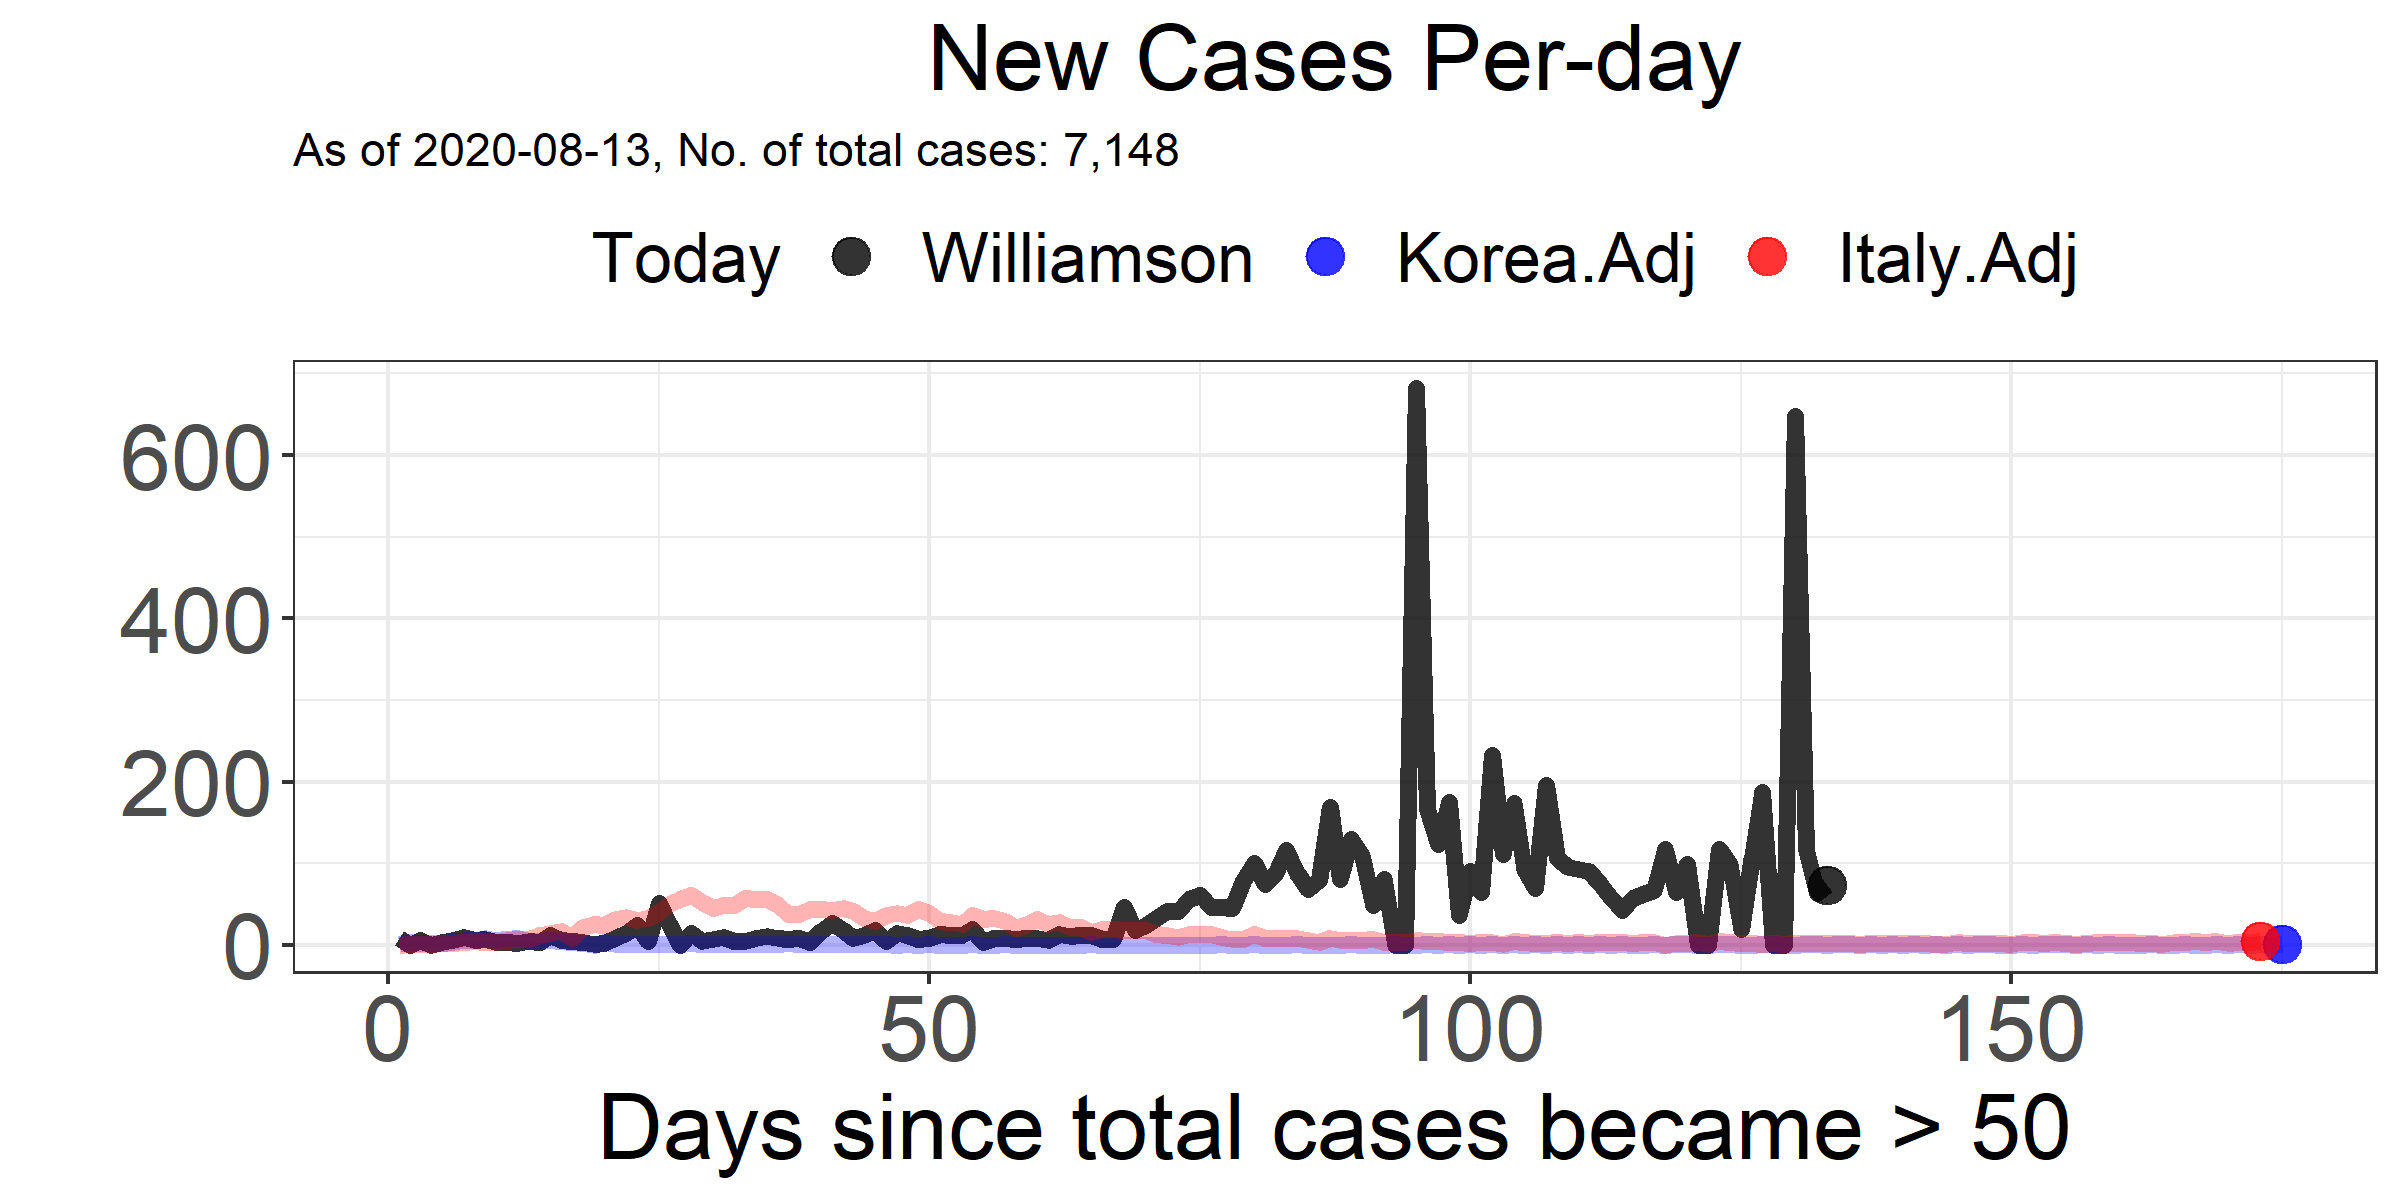 New Cases Per-day
As of 2020-08-13, No. of total cases: 7,148
Today Williamson Korea.Adj Italy.Adj
600
400
200
0
0 50 100 150
Days since total cases became > 50